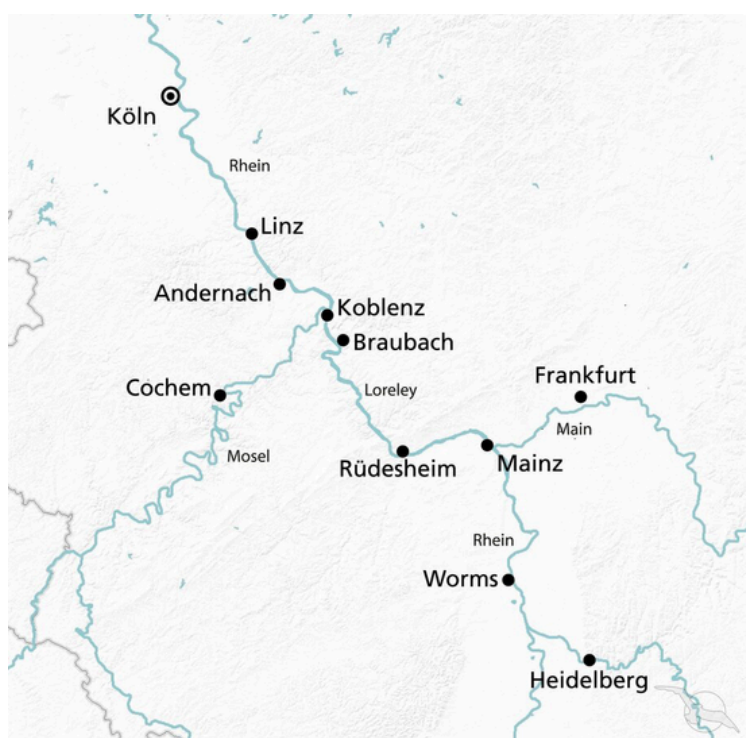 Köln
Rhein
Linz
Andernach
Koblenz
Braubach
Frankfurt
Cochem
Loreley
Main
Mosel
Rüdesheim
Mainz
Rhein
Worms
Heidelberg